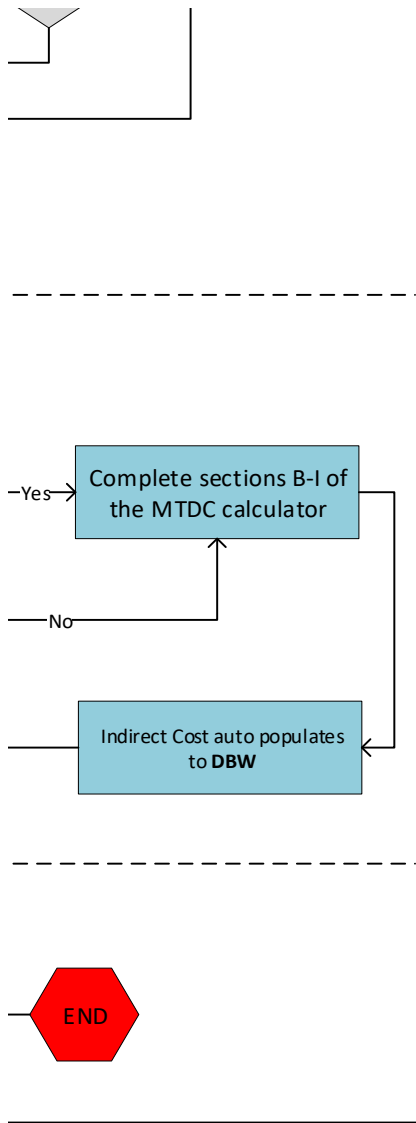 Yes
Complete sections B-I of
the MTDC calculator
No
Indirect Cost auto populates
to DBW
END